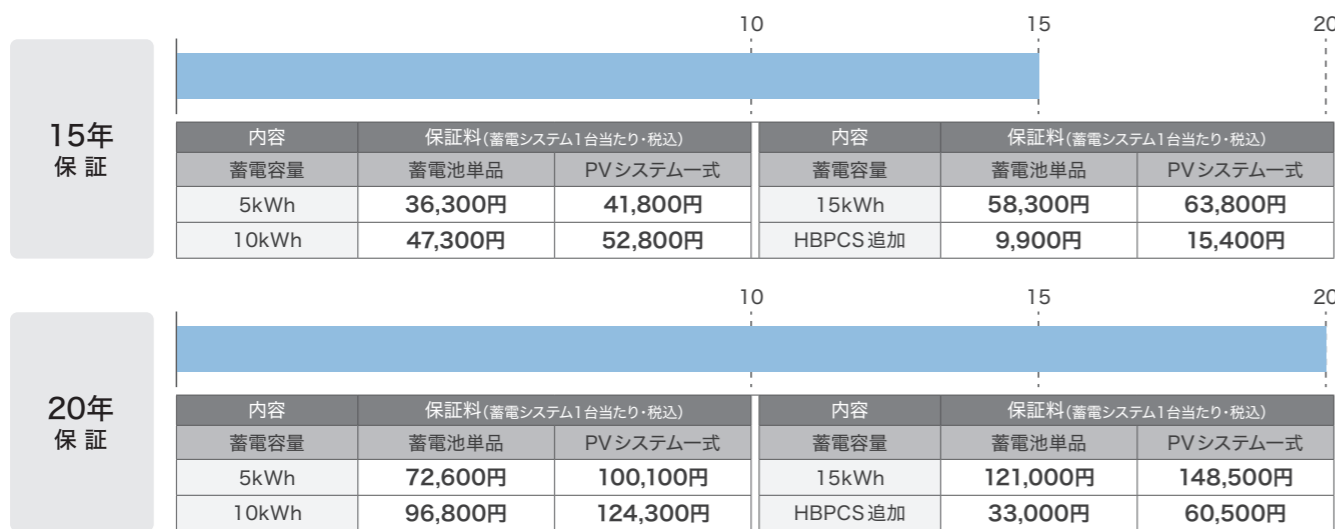 10 15 20
15年
保 証
内容 保証料(蓄電システム1台当たり・税込) 内容 保証料(蓄電システム1台当たり・税込)
蓄電容量 蓄電池単品 PVシステム一式 蓄電容量 蓄電池単品 PVシステム一式
5kWh 36,300円 41,800円 15kWh 58,300円 63,800円
10kWh 47,300円 52,800円 HBPCS追加 9,900円 15,400円
10 15 20
20年
保 証
内容 保証料(蓄電システム1台当たり・税込) 内容 保証料(蓄電システム1台当たり・税込)
蓄電容量 蓄電池単品 PVシステム一式 蓄電容量 蓄電池単品 PVシステム一式
5kWh 72,600円 100,100円 15kWh 121,000円 148,500円
10kWh 96,800円 124,300円 HBPCS追加 33,000円 60,500円